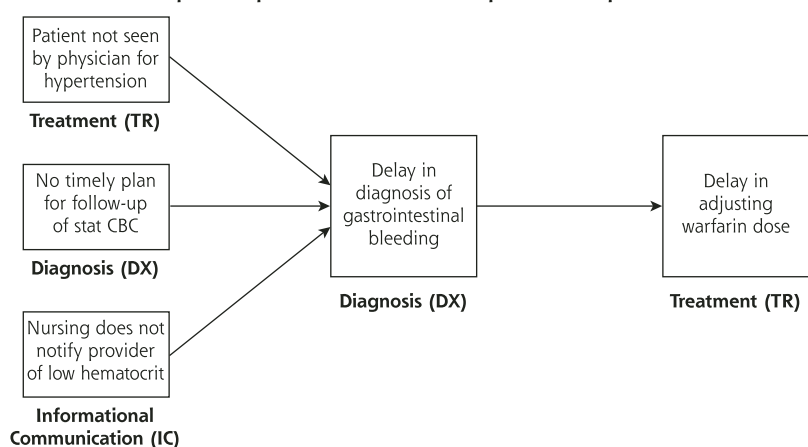 Patient not seen
by physician for
hypertension
Treatment (TR)
No timely plan
for follow-up
of stat CBC
Diagnosis (DX)
Nursing does not
notify provider
of low hematocrit
Informational
Communication (IC)
Delay in
diagnosis of
gastrointestinal
bleeding
Diagnosis (DX)
Delay in
adjusting
warfarin dose
Treatment (TR)